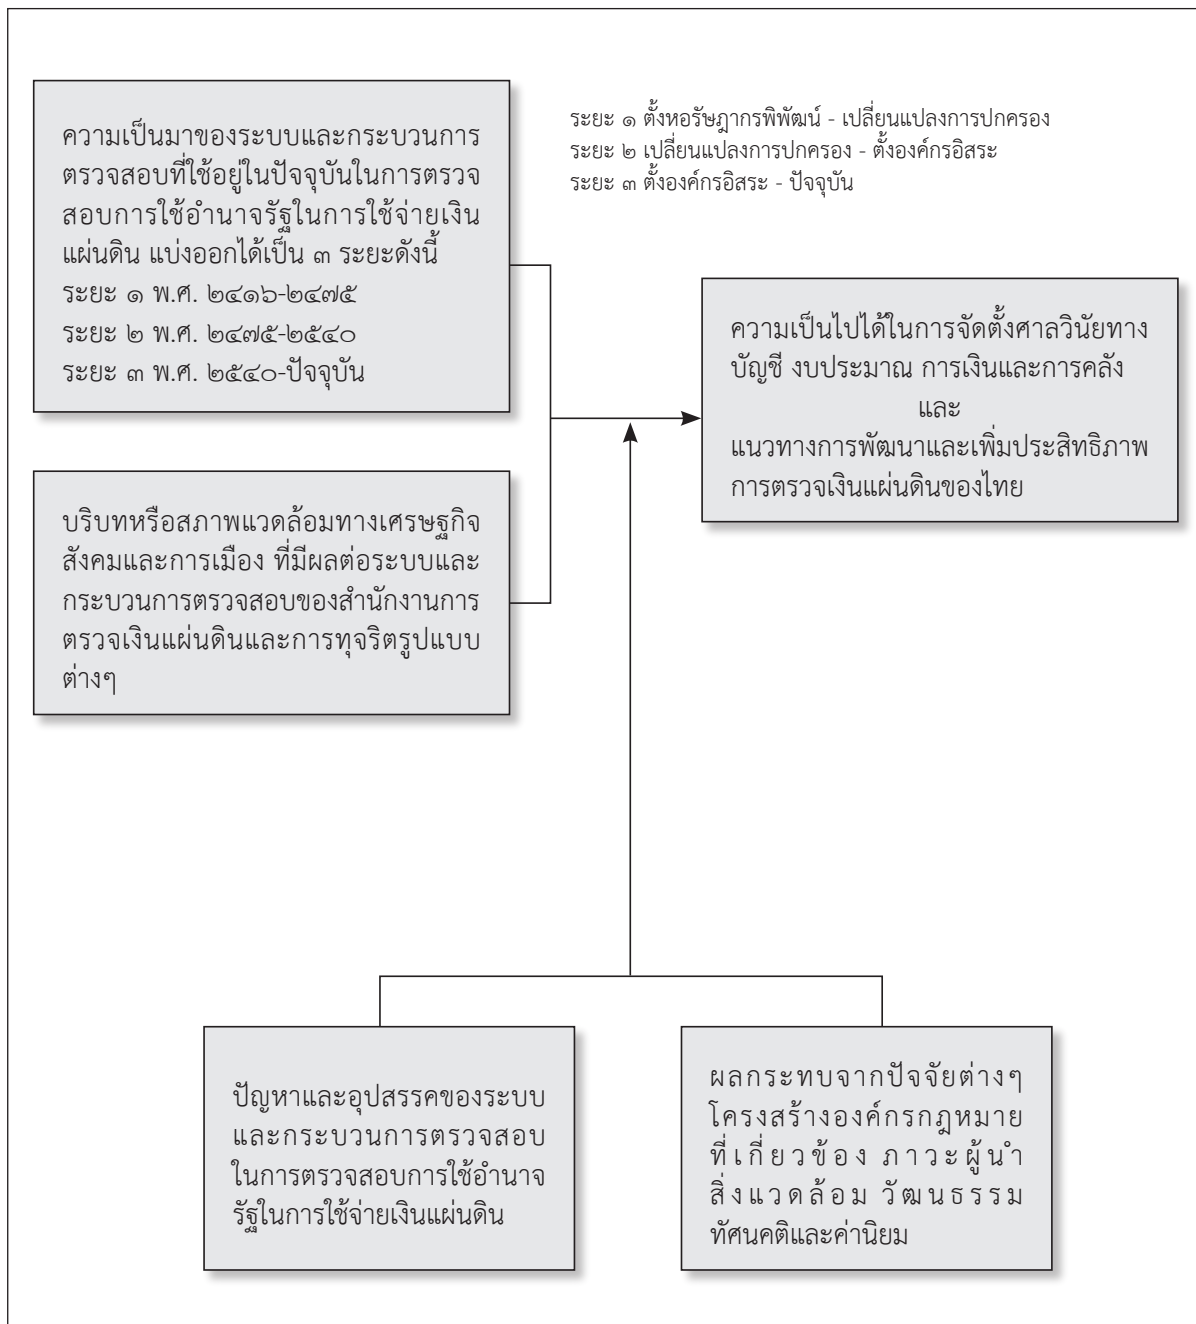 ความเป็นมาของระบบและกระบวนการ
ตรวจสอบที่ใช้อยู่ในปัจจุบันในการตรวจ
สอบการใช้อำนาจรัฐในการใช้จ่ายเงิน
แผ่นดิน แบ่งออกได้เป็น ๓ ระยะดังนี้
ระยะ ๑ พ.ศ. ๒๔๑๖-๒๔๗๕
ระยะ ๒ พ.ศ. ๒๔๗๕-๒๕๔๐
ระยะ ๓ พ.ศ. ๒๕๔๐-ปัจจุบัน
ระยะ ๑ ตั้งหอรัษฎากรพิพัฒน์ - เปลี่ยนแปลงการปกครอง
ระยะ ๒ เปลี่ยนแปลงการปกครอง - ตั้งองค์กรอิสระ
ระยะ ๓ ตั้งองค์กรอิสระ - ปัจจุบัน
ความเป็นไปได้ในการจัดตั้งศาลวินัยทาง
บัญชี งบประมาณ การเงินและการคลัง
และ
แนวทางการพัฒนาและเพิ่มประสิทธิภาพ
การตรวจเงินแผ่นดินของไทย
บริบทหรือสภาพแวดล้อมทางเศรษฐกิจ
สังคมและการเมือง ที่มีผลต่อระบบและ
กระบวนการตรวจสอบของสำนักงานการ
ตรวจเงินแผ่นดินและการทุจริตรูปแบบ
ต่างๆ
ปัญหาและอุปสรรคของระบบ
และกระบวนการตรวจสอบ
ในการตรวจสอบการใช้อำนาจ
รัฐในการใช้จ่ายเงินแผ่นดิน
ผลกระทบจากปัจจัยต่างๆ
โครงสร้างองค์กรกฎหมาย
ที่เกี่ยวข้อง ภาวะผู้นำ
สิ่งแวดล้อม วัฒนธรรม
ทัศนคติและค่านิยม